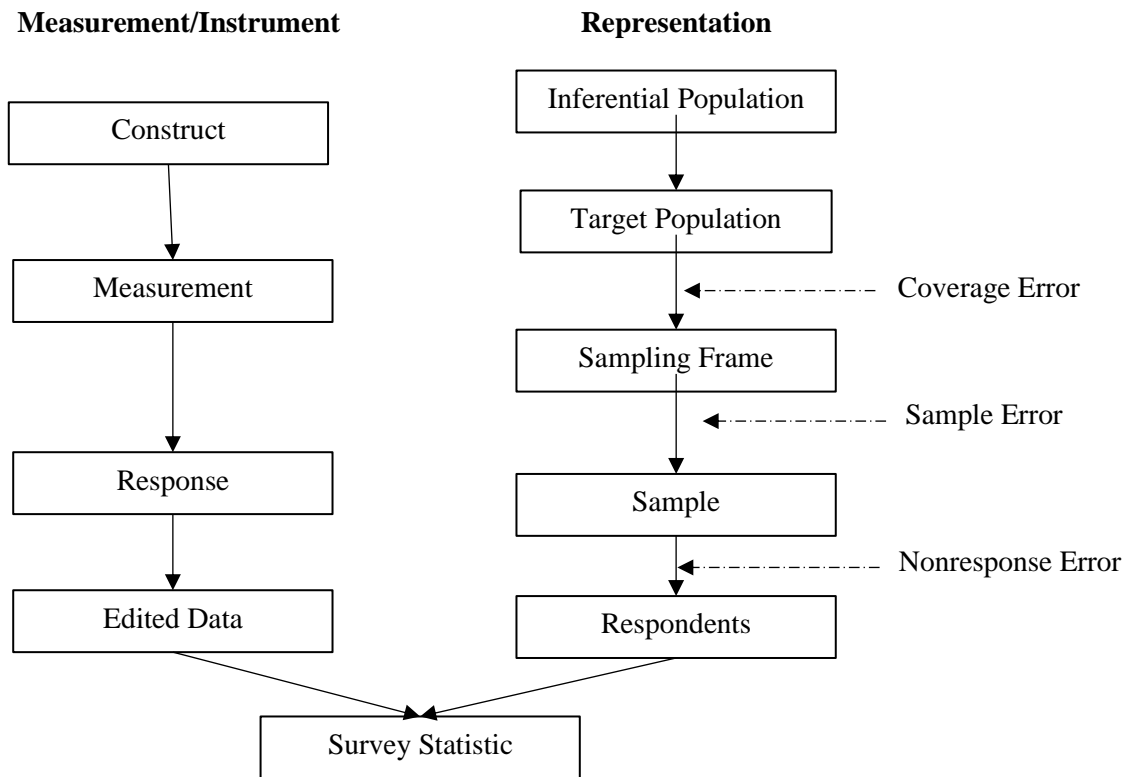 Measurement/Instrument
Representation
Inferential Population
Construct
Target Population
Measurement
Coverage Error
Sampling Frame
Sample Error
Response
Sample
Nonresponse Error
Edited Data
Respondents
Survey Statistic